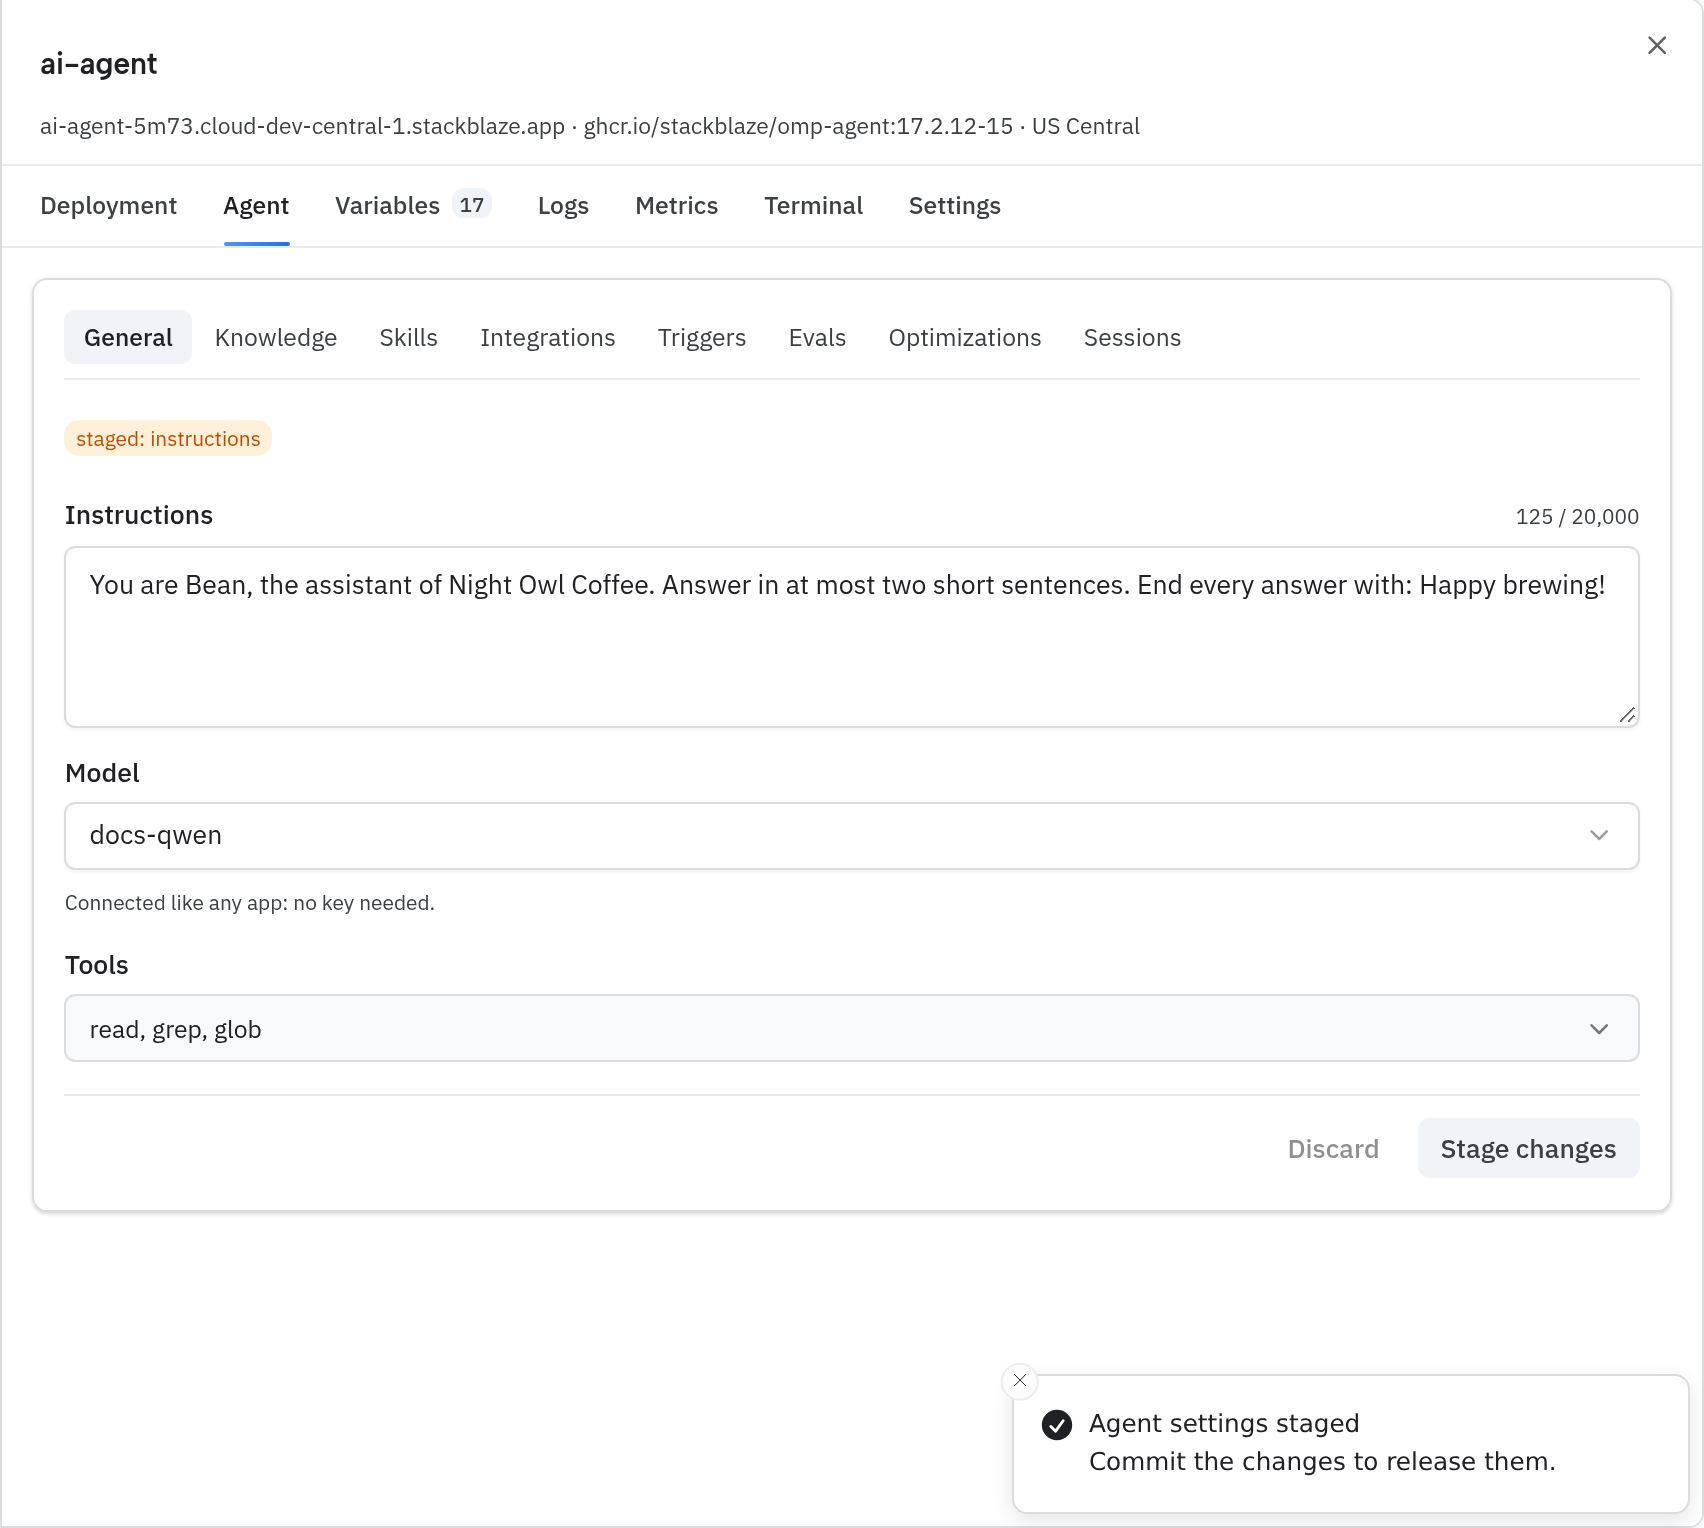 ai-agent
ai-agent-5m73.cloud-dev-central-1.stackblaze.app · ghcr.io/stackblaze/omp-agent:17.2.12-15 · US Central
Deployment Agent Variables 17 Logs Metrics Terminal Settings
General Knowledge Skills Integrations Triggers Evals Optimizations Sessions
staged: instructions
Instructions 125 / 20,000
You are Bean, the assistant of Night Owl Coffee. Answer in at most two short sentences. End every answer with: Happy brewing!
Model
docs-qwen
Connected like any app: no key needed.
Tools
read, grep, glob
Discard Stage changes
Agent settings staged
Commit the changes to release them.